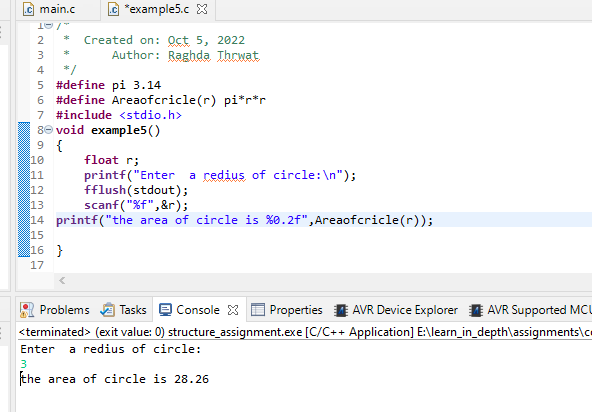 main.c *example5.c
1 /*
2 * Created on: Oct 5, 2022
3 * Author: Raghda Thrwat
4 */
5 #define pi 3.14
6 #define Areaofcricle(r) pi*r*r
7 #include <stdio.h>
8 void example5()
9 {
10 float r;
11 printf("Enter  a redius of circle:\n");
12 fflush(stdout);
13 scanf("%f",&r);
14 printf("the area of circle is %0.2f",Areaofcricle(r));
15
16 }
17
Problems Tasks Console Properties AVR Device Explorer AVR Supported MCU
<terminated> (exit value: 0) structure_assignment.exe [C/C++ Application] E:\learn_in_depth\assignments\c
Enter  a redius of circle:
3
the area of circle is 28.26